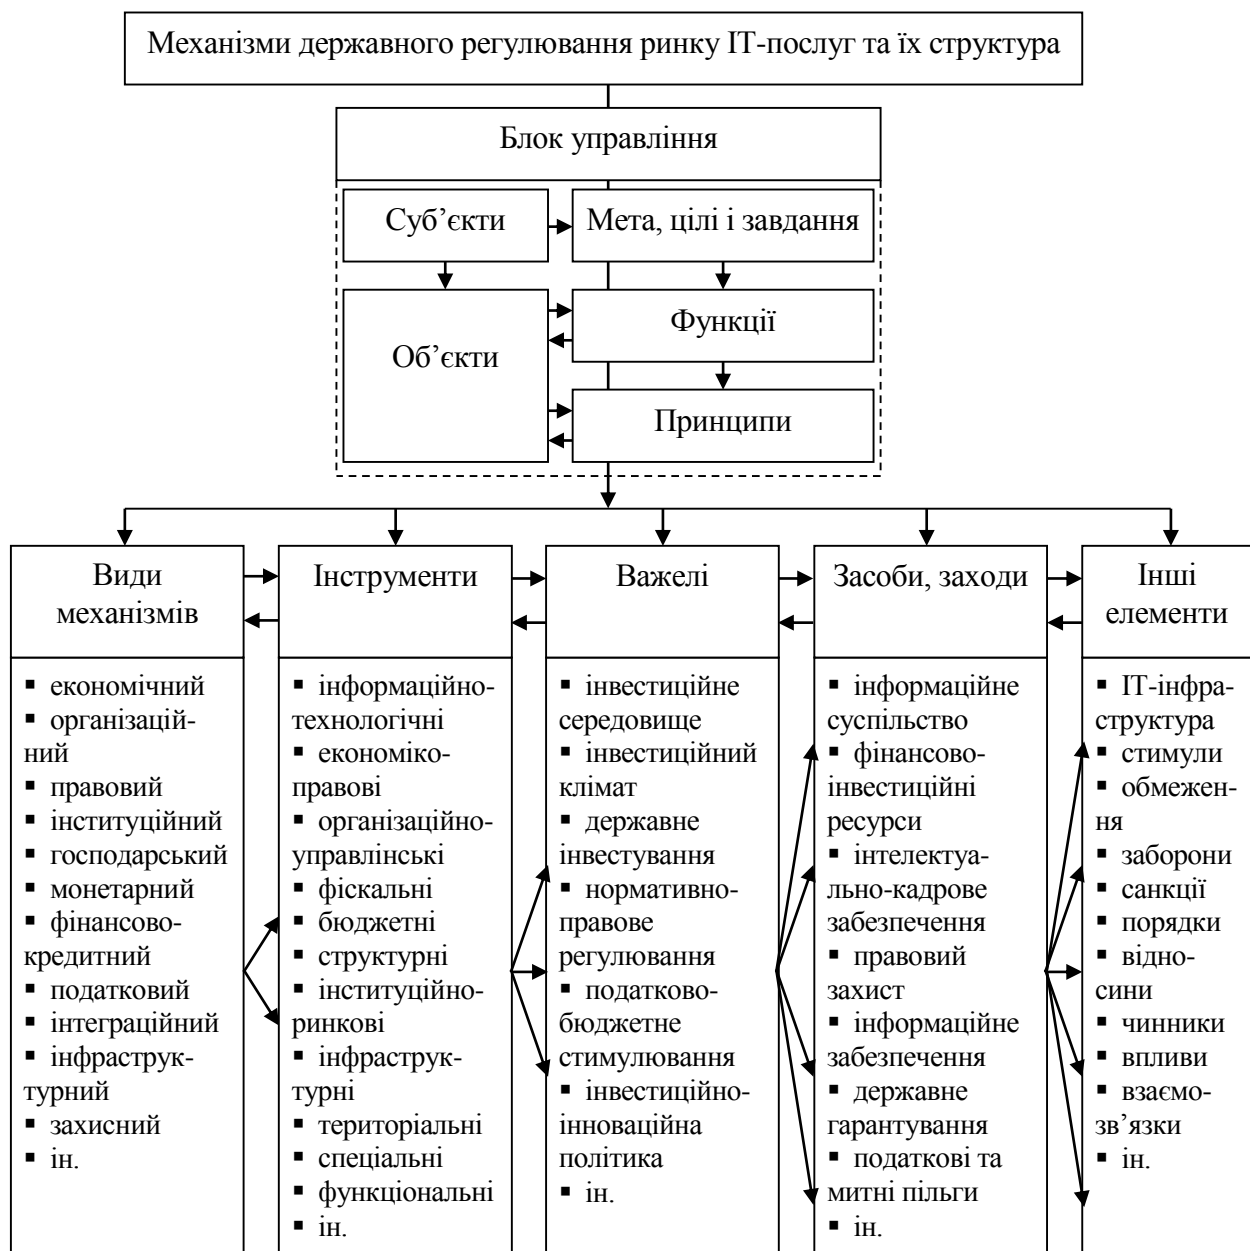 Механізми державного регулювання ринку ІТ-послуг та їх структура
Блок управління
Суб’єкти
Мета, цілі і завдання
Об’єкти
Функції
Принципи
Види
механізмів
▪ економічний
▪ організацій-
ний
▪ правовий
▪ інституційний
▪ господарський
▪ монетарний
▪ фінансово-
кредитний
▪ податковий
▪ інтеграційний
▪ інфраструк-
турний
▪ захисний
▪ ін.
Інструменти
▪ інформаційно-
технологічні
▪ економіко-
правові
▪ організаційно-
управлінські
▪ фіскальні
▪ бюджетні
▪ структурні
▪ інституційно-
ринкові
▪ інфраструк-
турні
▪ територіальні
▪ спеціальні
▪ функціональні
▪ ін.
Важелі
▪ інвестиційне
середовище
▪ інвестиційний
клімат
▪ державне
інвестування
▪ нормативно-
правове
регулювання
▪ податково-
бюджетне
стимулювання
▪ інвестиційно-
інноваційна
політика
▪ ін.
Засоби, заходи
▪ інформаційне
суспільство
▪ фінансово-
інвестиційні
ресурси
▪ інтелектуа-
льно-кадрове
забезпечення
▪ правовий
захист
▪ інформаційне
забезпечення
▪ державне
гарантування
▪ податкові та
митні пільги
▪ ін.
Інші
елементи
▪ ІТ-інфра-
структура
▪ стимули
▪ обмежен-
ня
▪ заборони
▪ санкції
▪ порядки
▪ відно-
сини
▪ чинники
▪ впливи
▪ взаємо-
зв’язки
▪ ін.